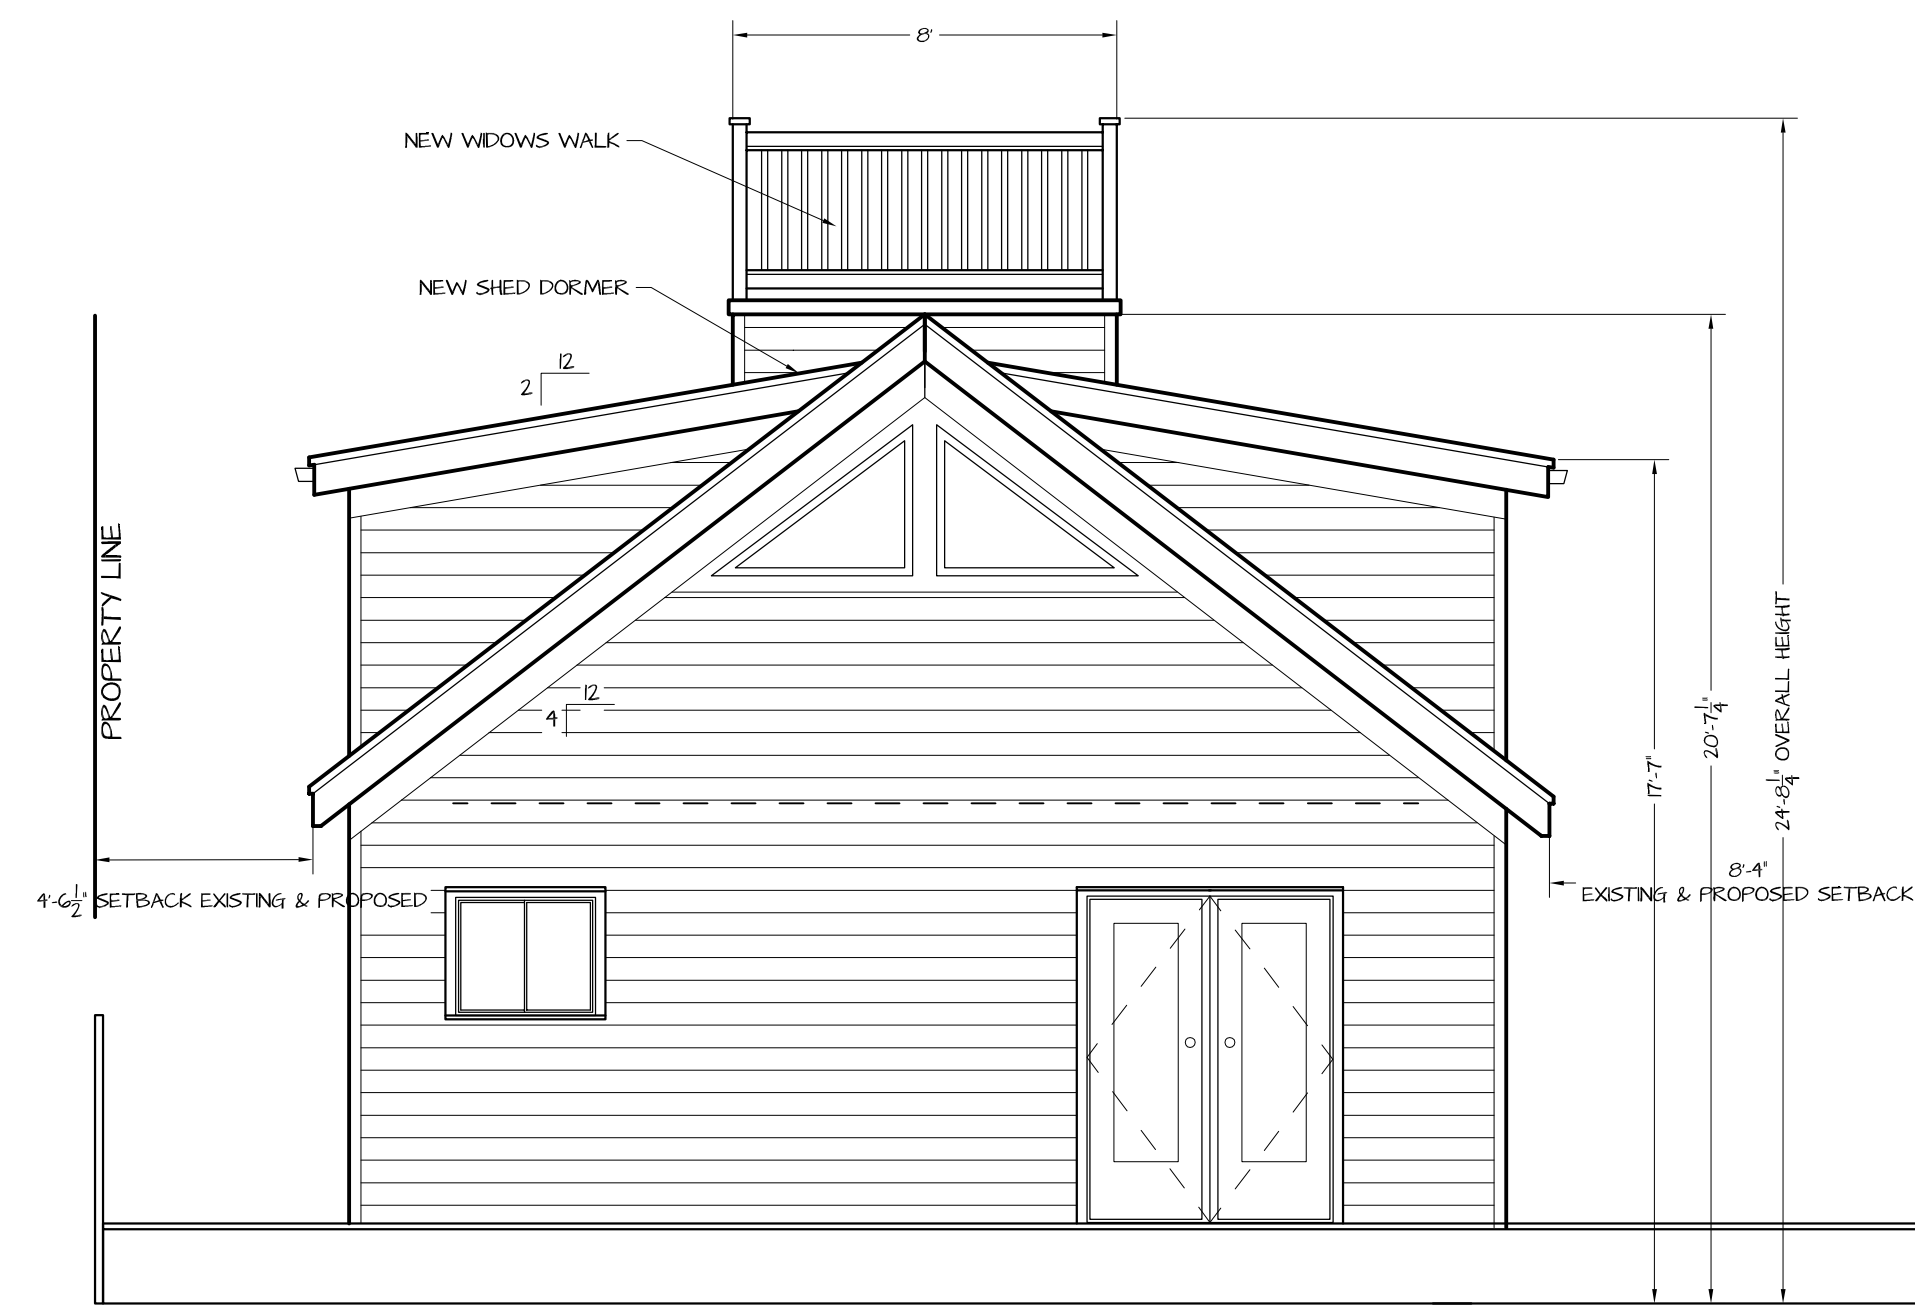 8'
NEW WIDOWS WALK
NEW SHED DORMER
12
2
PROPERTY LINE
12
4
17'-7"
20'-7 1/4"
24'-8 1/4" OVERALL HEIGHT
4'-6 1/2" SETBACK EXISTING & PROPOSED
8'-4"
EXISTING & PROPOSED SETBACK